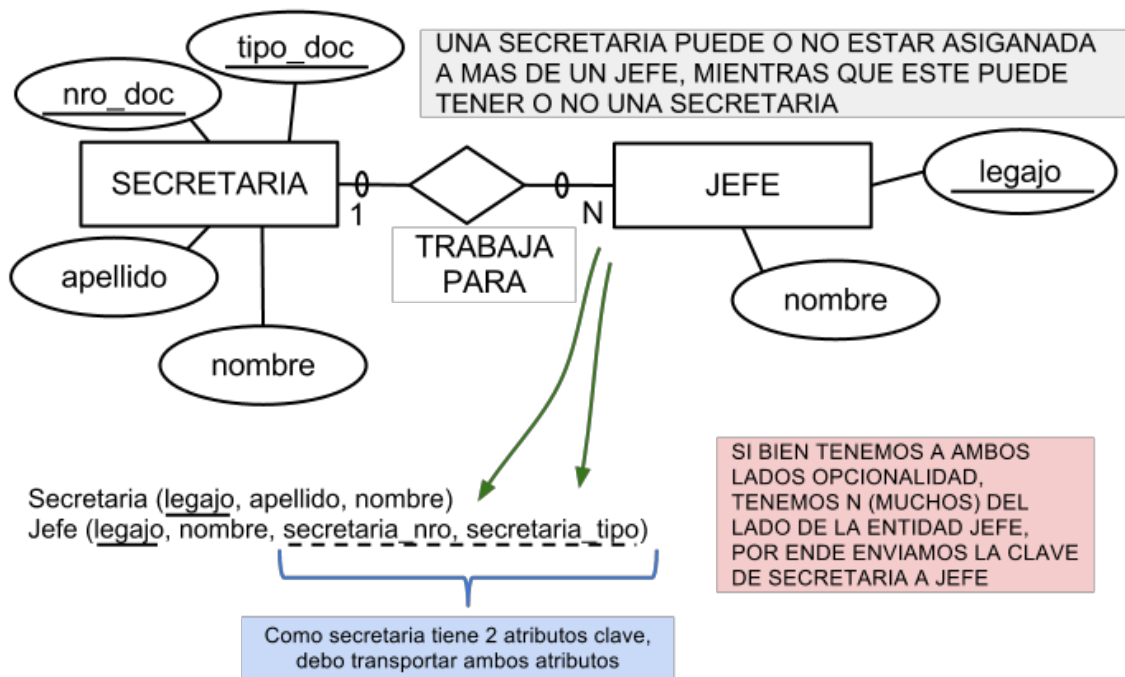 tipo_doc
UNA SECRETARIA PUEDE O NO ESTAR ASIGANADA
A MAS DE UN JEFE, MIENTRAS QUE ESTE PUEDE
TENER O NO UNA SECRETARIA
nro_doc
SECRETARIA
1
N
JEFE
legajo
TRABAJA
PARA
apellido
nombre
nombre
Secretaria (legajo, apellido, nombre)
Jefe (legajo, nombre, secretaria_nro, secretaria_tipo)
SI BIEN TENEMOS A AMBOS
LADOS OPCIONALIDAD,
TENEMOS N (MUCHOS) DEL
LADO DE LA ENTIDAD JEFE,
POR ENDE ENVIAMOS LA CLAVE
DE SECRETARIA A JEFE
Como secretaria tiene 2 atributos clave,
debo transportar ambos atributos